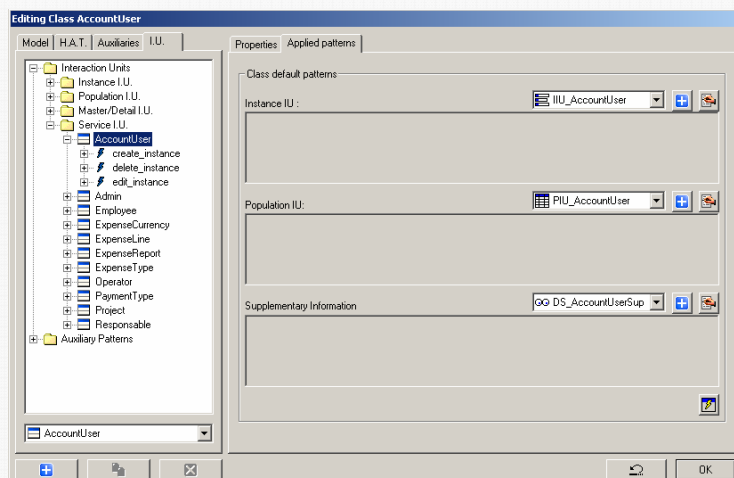 Editing Class AccountUser
Model
H.A.T.
Auxiliaries
I.U.
Properties
Applied patterns
Interaction Units
Instance I.U.
Population I.U.
Master/Detail I.U.
Service I.U.
AccountUser
create_instance
delete_instance
edit_instance
Admin
Employee
ExpenseCurrency
ExpenseLine
ExpenseReport
ExpenseType
Operator
PaymentType
Project
Responsable
Auxiliary Patterns
AccountUser
Class default patterns
Instance IU :
IIU_AccountUser
Population IU:
PIU_AccountUser
Supplementary Information
DS_AccountUserSup
OK